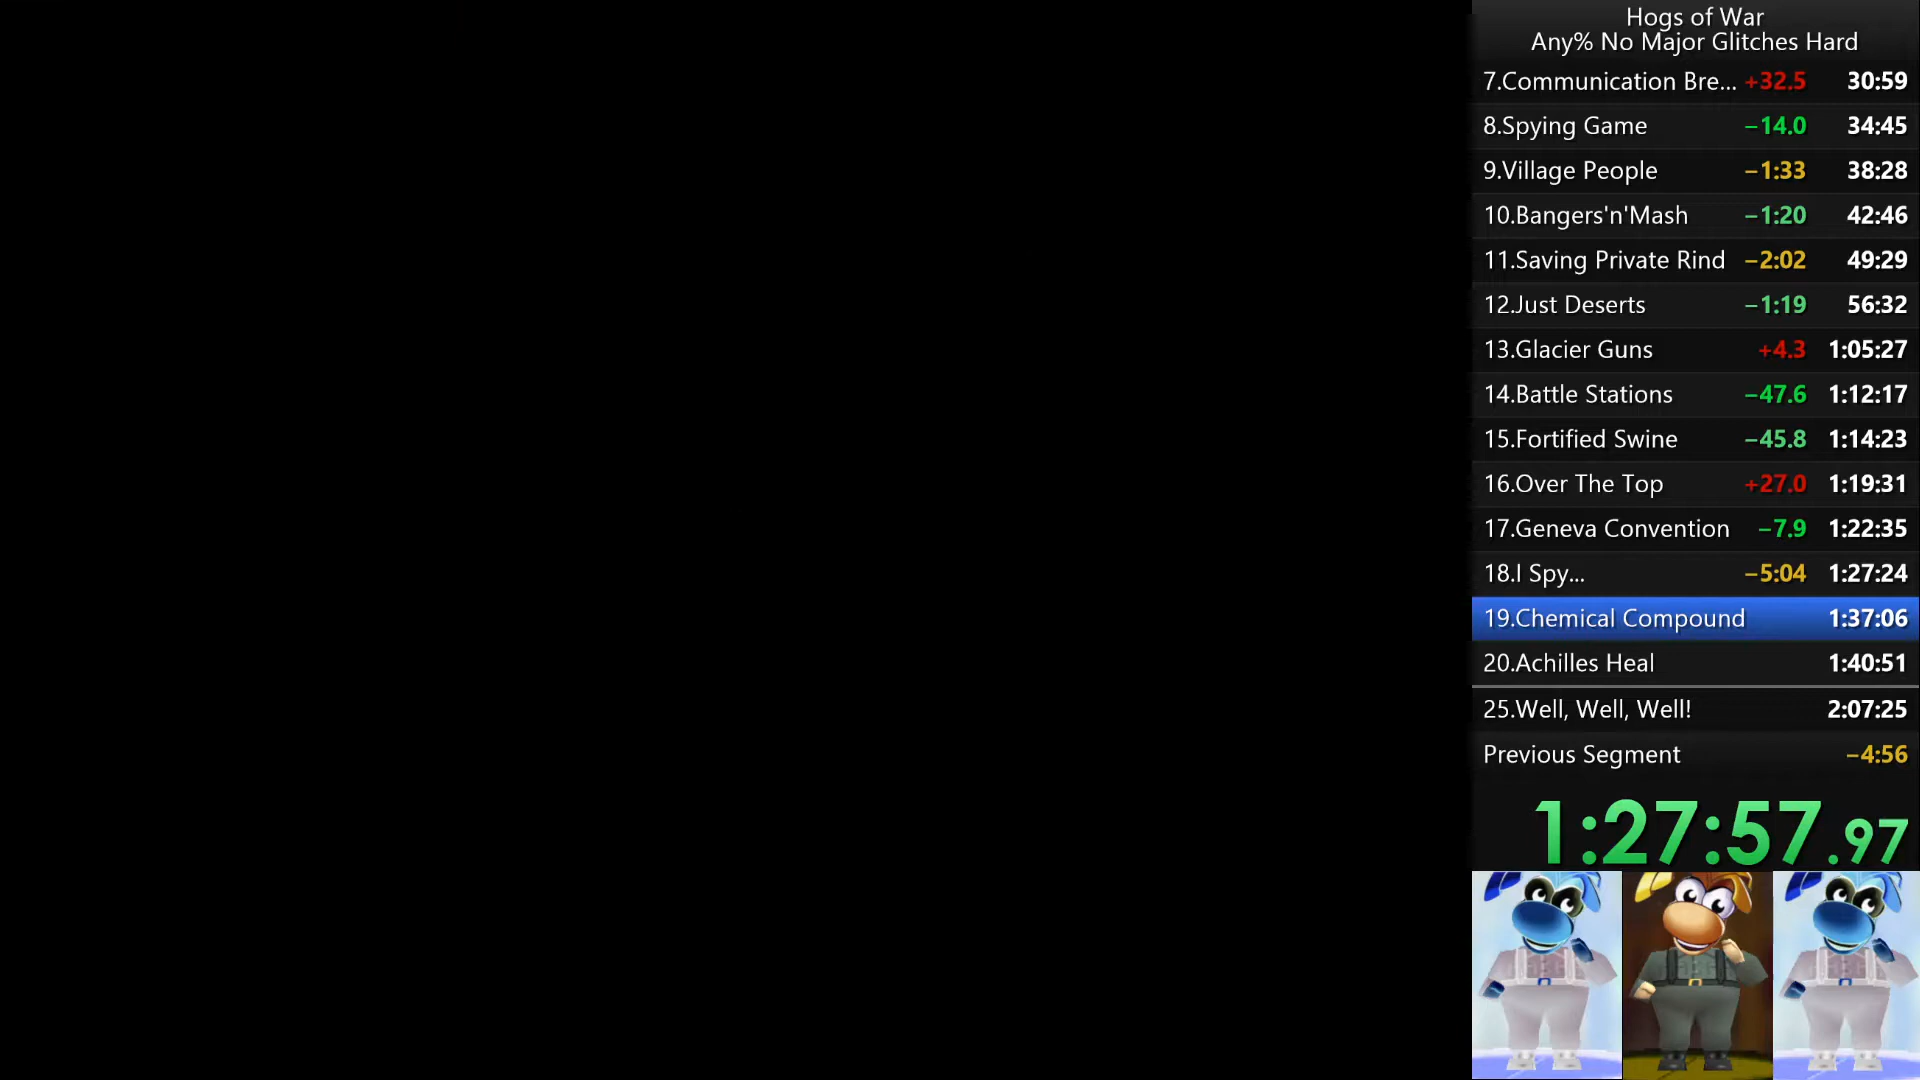 Hogs of War
Any% No Major Glitches Hard
7.Communication Bre... +32.5 30:59
8.Spying Game −14.0 34:45
9.Village People −1:33 38:28
10.Bangers'n'Mash −1:20 42:46
11.Saving Private Rind −2:02 49:29
12.Just Deserts −1:19 56:32
13.Glacier Guns +4.3 1:05:27
14.Battle Stations −47.6 1:12:17
15.Fortified Swine −45.8 1:14:23
16.Over The Top +27.0 1:19:31
17.Geneva Convention −7.9 1:22:35
18.I Spy... −5:04 1:27:24
19.Chemical Compound 1:37:06
20.Achilles Heal 1:40:51
25.Well, Well, Well! 2:07:25
Previous Segment −4:56
1:27:57.97